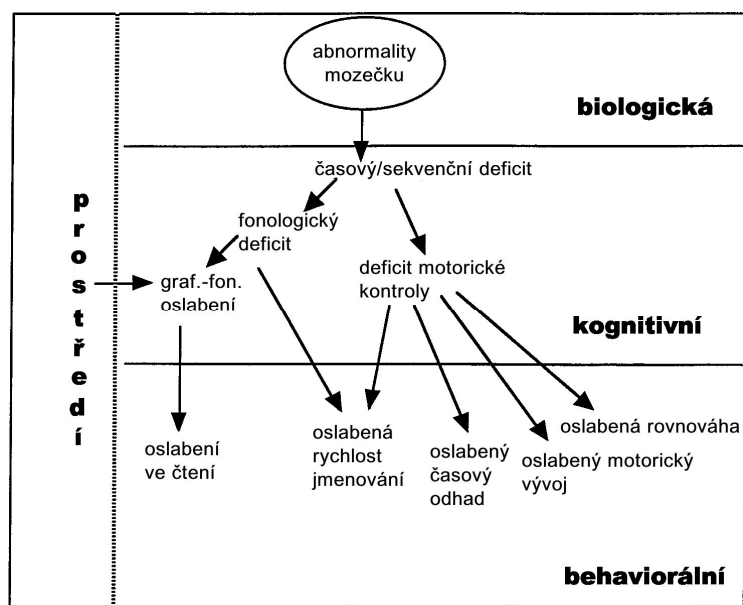 abnormality
mozečku
biologická
časový/sekvenční deficit
fonologický
deficit
prostředí
graf.-fon.
oslabení
deficit motorické
kontroly
kognitivní
oslabení
ve čtení
oslabená
rychlost
jmenování
oslabený
časový
odhad
oslabená rovnováha
oslabený motorický
vývoj
behaviorální